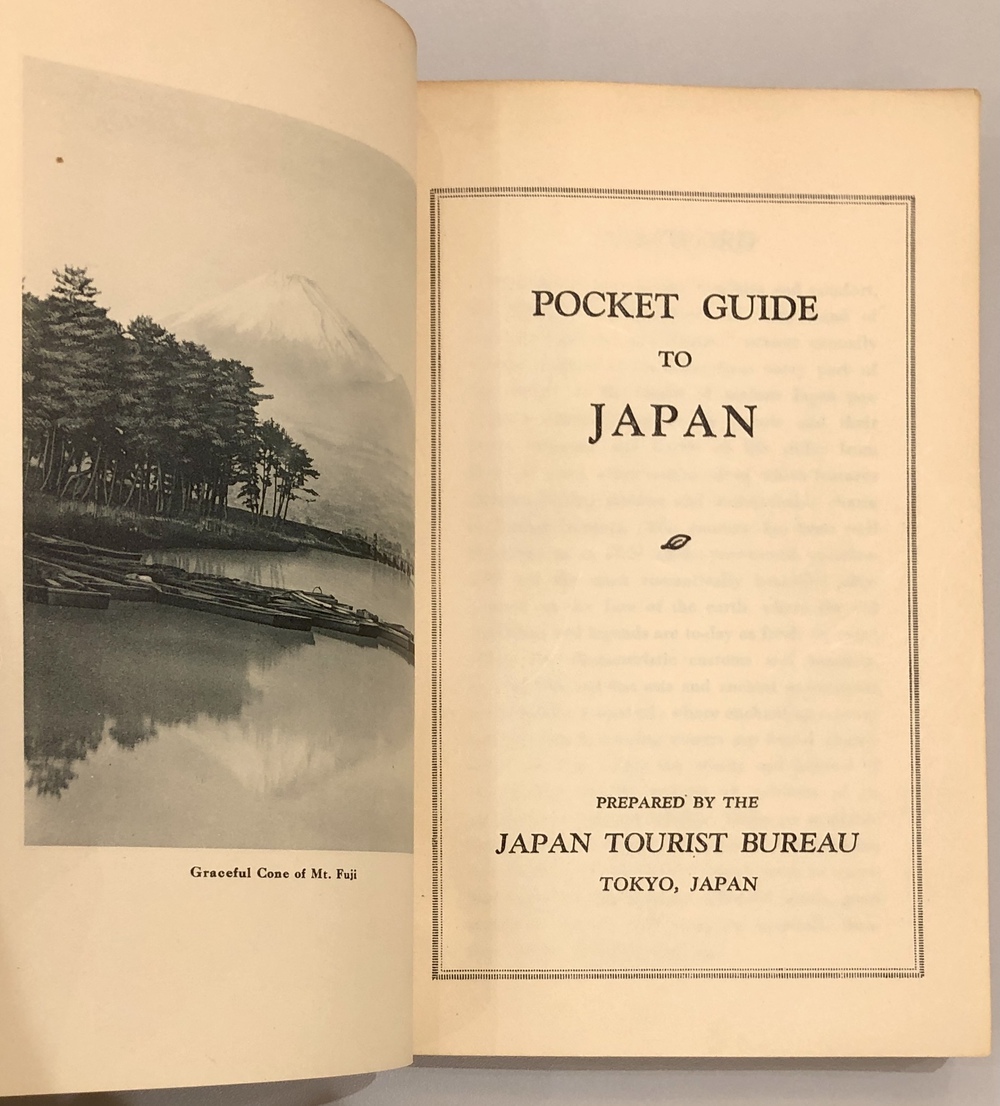 Graceful Cone of Mt. Fuji
POCKET GUIDE
TO
JAPAN
PREPARED BY THE
JAPAN TOURIST BUREAU
TOKYO, JAPAN